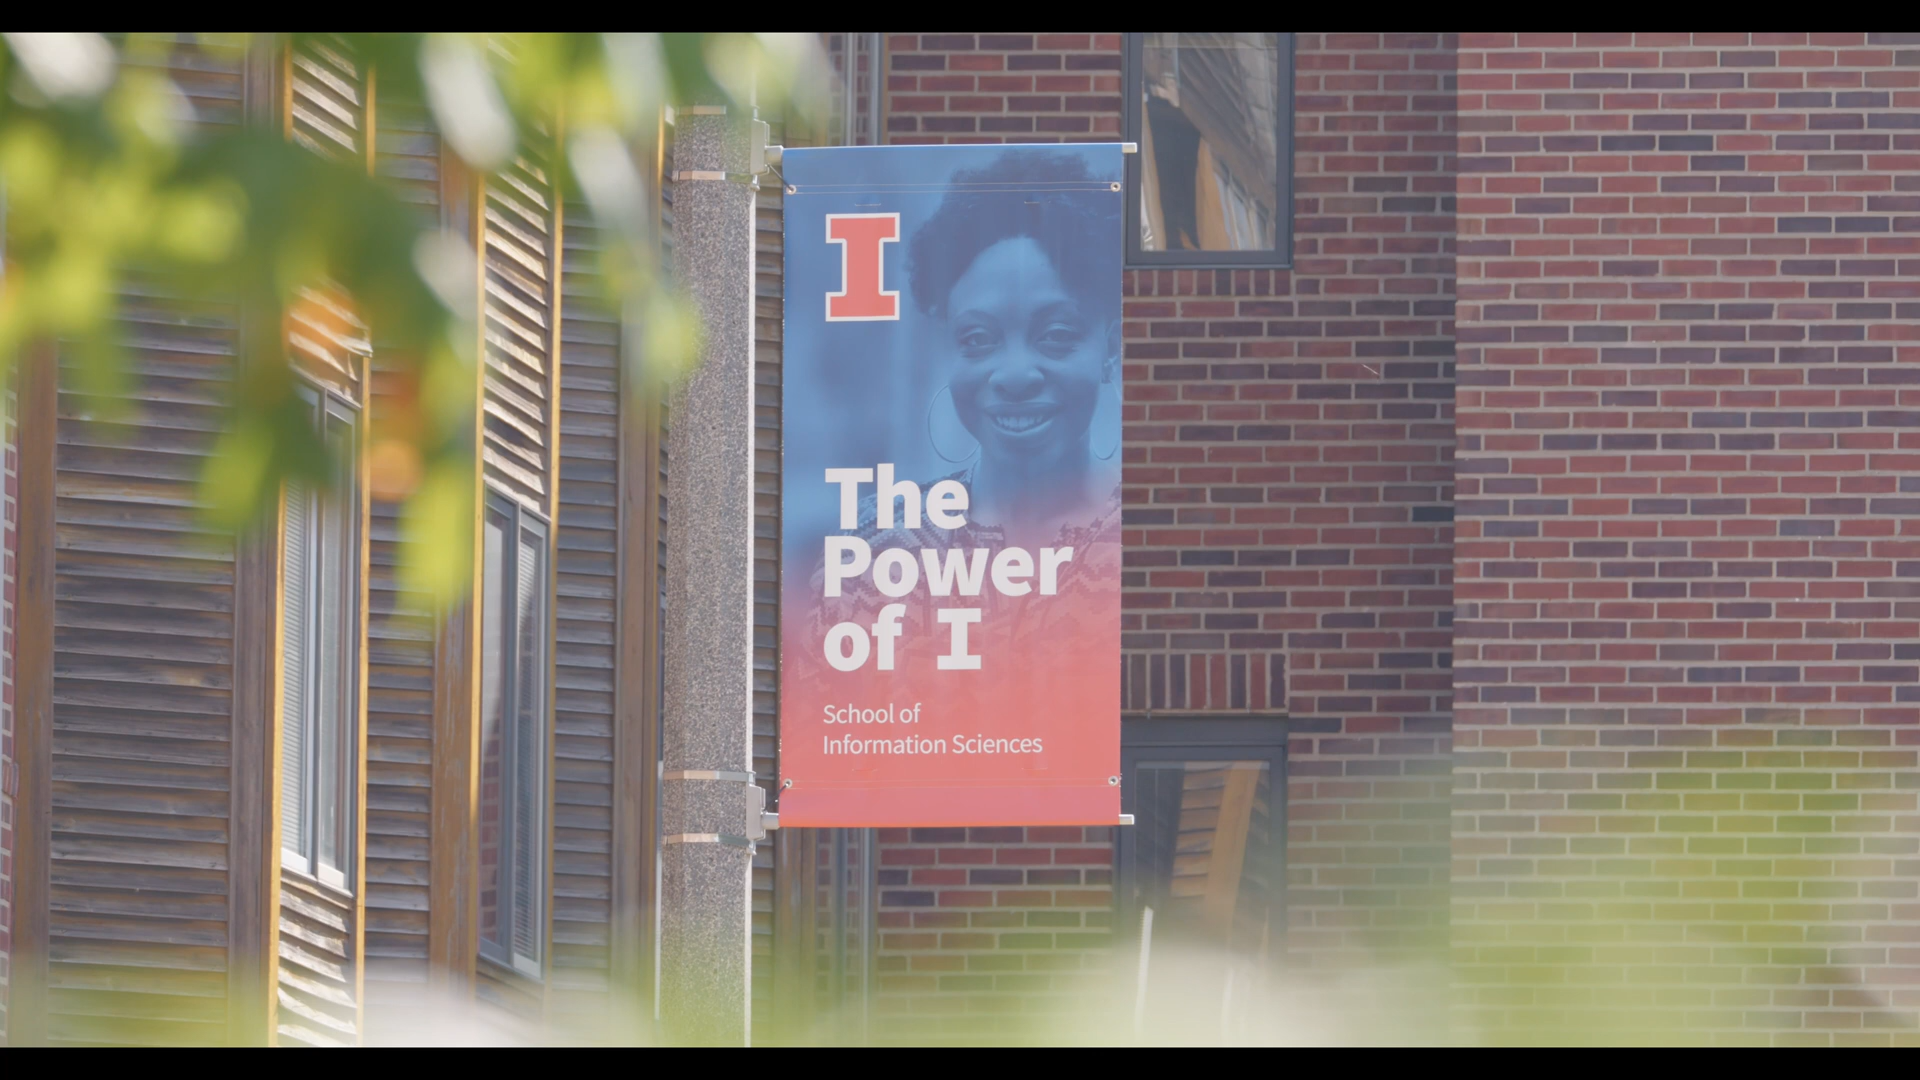 I
The
Power
of I
School of
Information Sciences